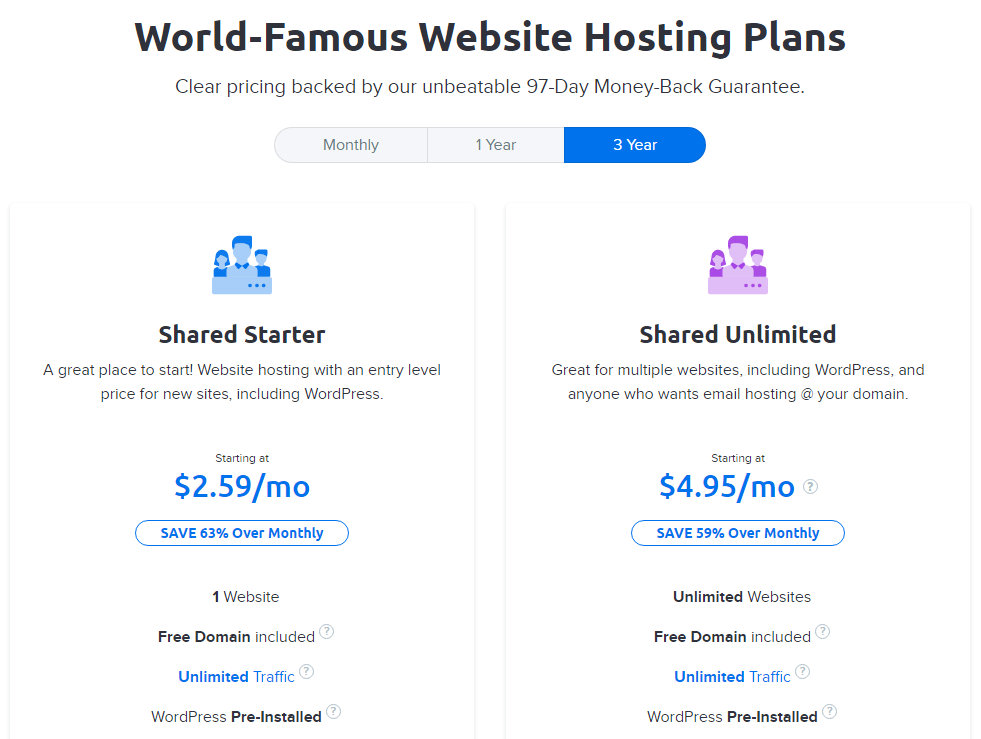 World-Famous Website Hosting Plans
Clear pricing backed by our unbeatable 97-Day Money-Back Guarantee.
Monthly
1 Year
3 Year
Shared Starter
A great place to start! Website hosting with an entry level
price for new sites, including WordPress.
Starting at
$2.59/mo
SAVE 63% Over Monthly
1 Website
Free Domain included ?
Unlimited Traffic ?
WordPress Pre-Installed ?
Shared Unlimited
Great for multiple websites, including WordPress, and
anyone who wants email hosting @ your domain.
Starting at
$4.95/mo ?
SAVE 59% Over Monthly
Unlimited Websites
Free Domain included ?
Unlimited Traffic ?
WordPress Pre-Installed ?